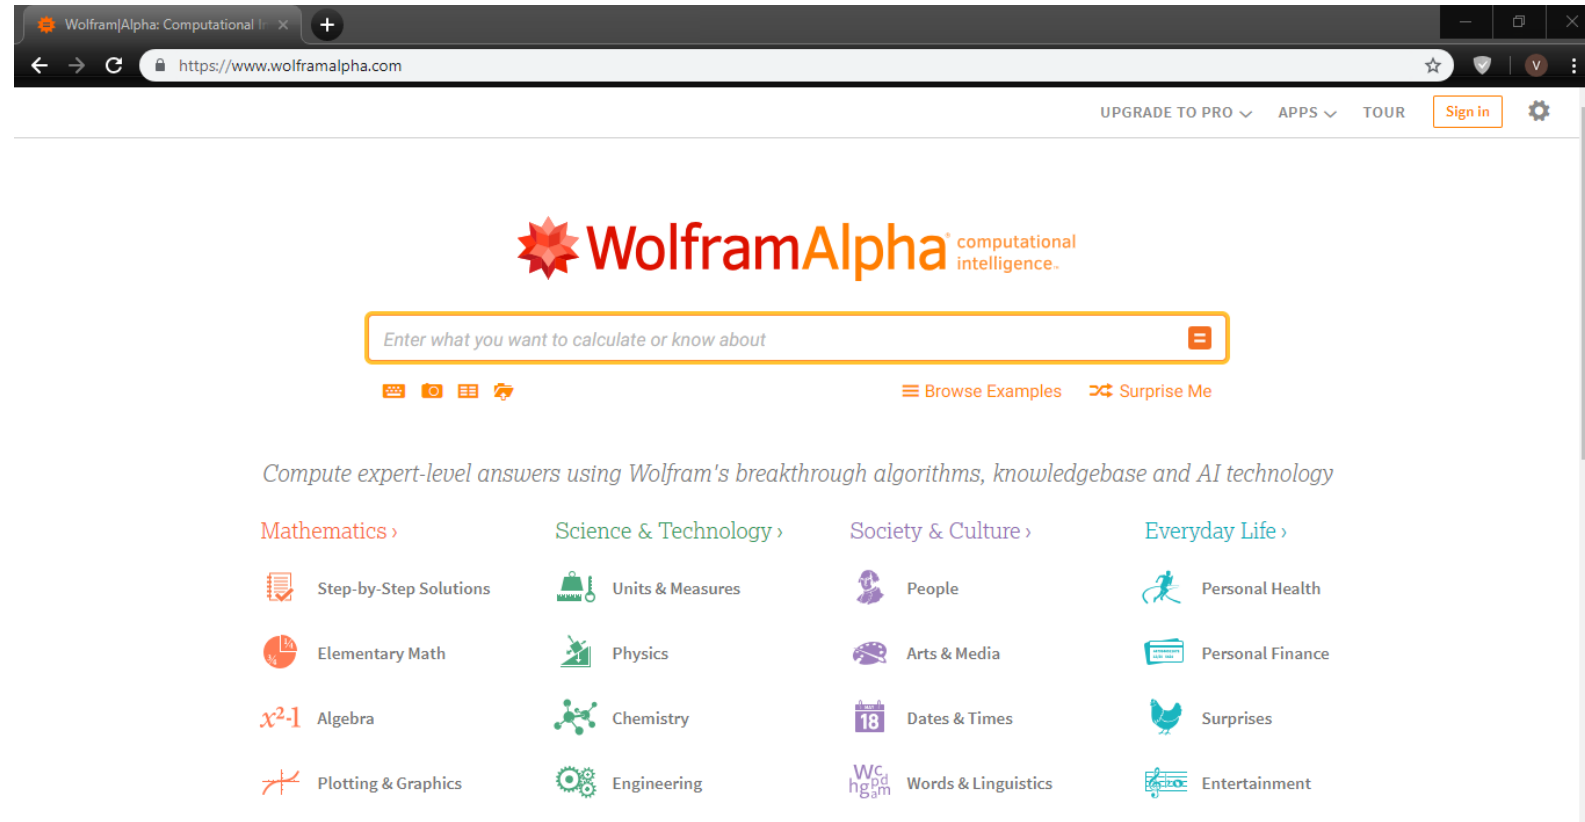 Wolfram|Alpha: Computational In
https://www.wolframalpha.com
V
UPGRADE TO PRO APPS TOUR Sign in
WolframAlpha computational
intelligence.
Enter what you want to calculate or know about
Browse Examples Surprise Me
Compute expert-level answers using Wolfram's breakthrough algorithms, knowledgebase and AI technology
Mathematics › Science & Technology › Society & Culture › Everyday Life ›
Step-by-Step Solutions Units & Measures People Personal Health
Elementary Math Physics Arts & Media Personal Finance
x²-1 Algebra Chemistry 18 Dates & Times Surprises
Plotting & Graphics Engineering Words & Linguistics Entertainment